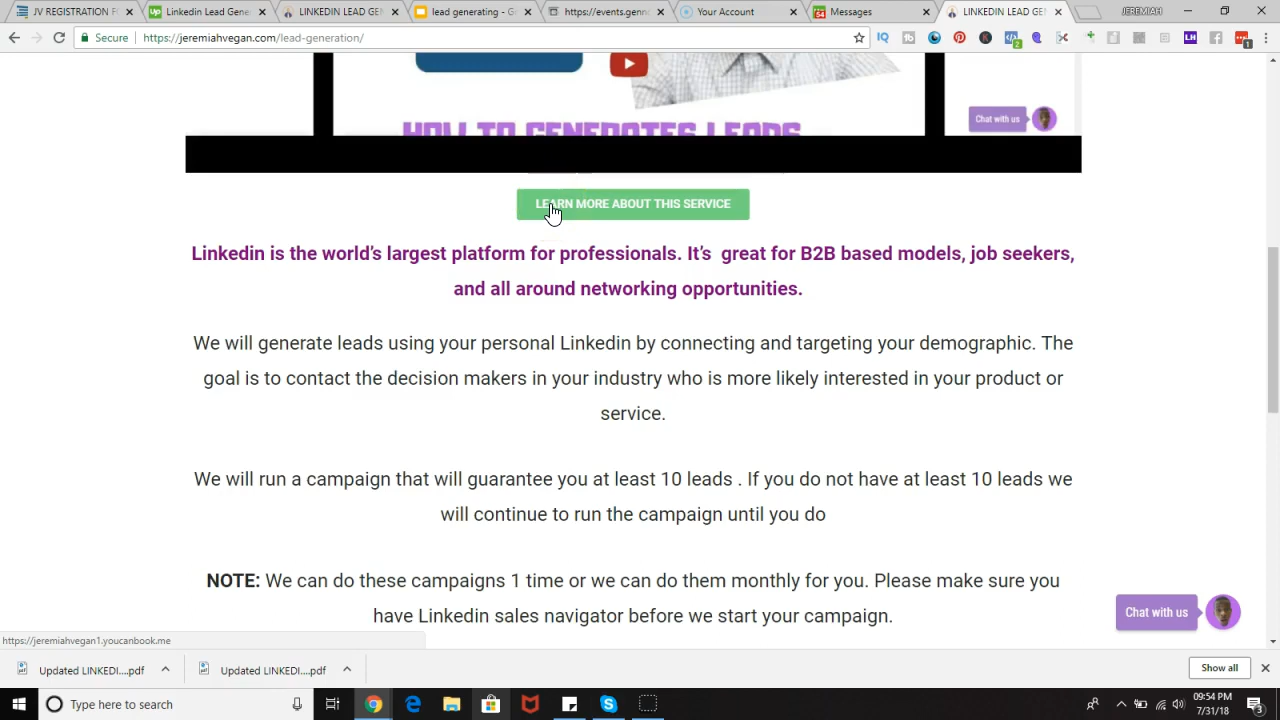 JV REGISTRATION F
Linkedin Lead Gene
LINKEDIN LEAD GEN
lead generating - G
https://events.genn
Your Account
54
Messages
LINKEDIN LEAD GEN
JEREMIAH
Secure
https://jeremiahvegan.com/lead-generation/
HOW TO GENERATES LEADS
Chat with us
LEARN MORE ABOUT THIS SERVICE
Linkedin is the world's largest platform for professionals. It's great for B2B based models, job seekers,
and all around networking opportunities.
We will generate leads using your personal Linkedin by connecting and targeting your demographic. The
goal is to contact the decision makers in your industry who is more likely interested in your product or
service.
We will run a campaign that will guarantee you at least 10 leads . If you do not have at least 10 leads we
will continue to run the campaign until you do
NOTE: We can do these campaigns 1 time or we can do them monthly for you. Please make sure you
have Linkedin sales navigator before we start your campaign.
Chat with us
https://jeremiahvegan1.youcanbook.me
Updated LINKEDI....pdf
Updated LINKEDI....pdf
Show all
Type here to search
09:54 PM
7/31/18
3